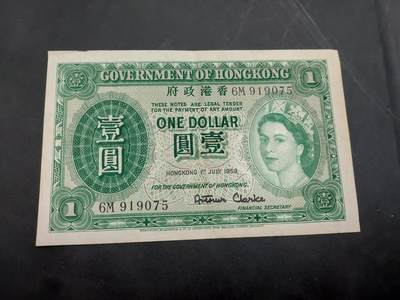 1 GOVERNMENT OF HONGKONG 1
府政港香 6M 919075
THESE NOTES ARE LEGAL TENDER
FOR THE PAYMENT OF ANY AMOUNT.
ONE DOLLAR
壹圓
圓壹
HONGKONG 1ST JULY 1959
FOR THE GOVERNMENT OF HONGKONG.
6M 919075
Arthur Clarke
FINANCIAL SECRETARY.
1